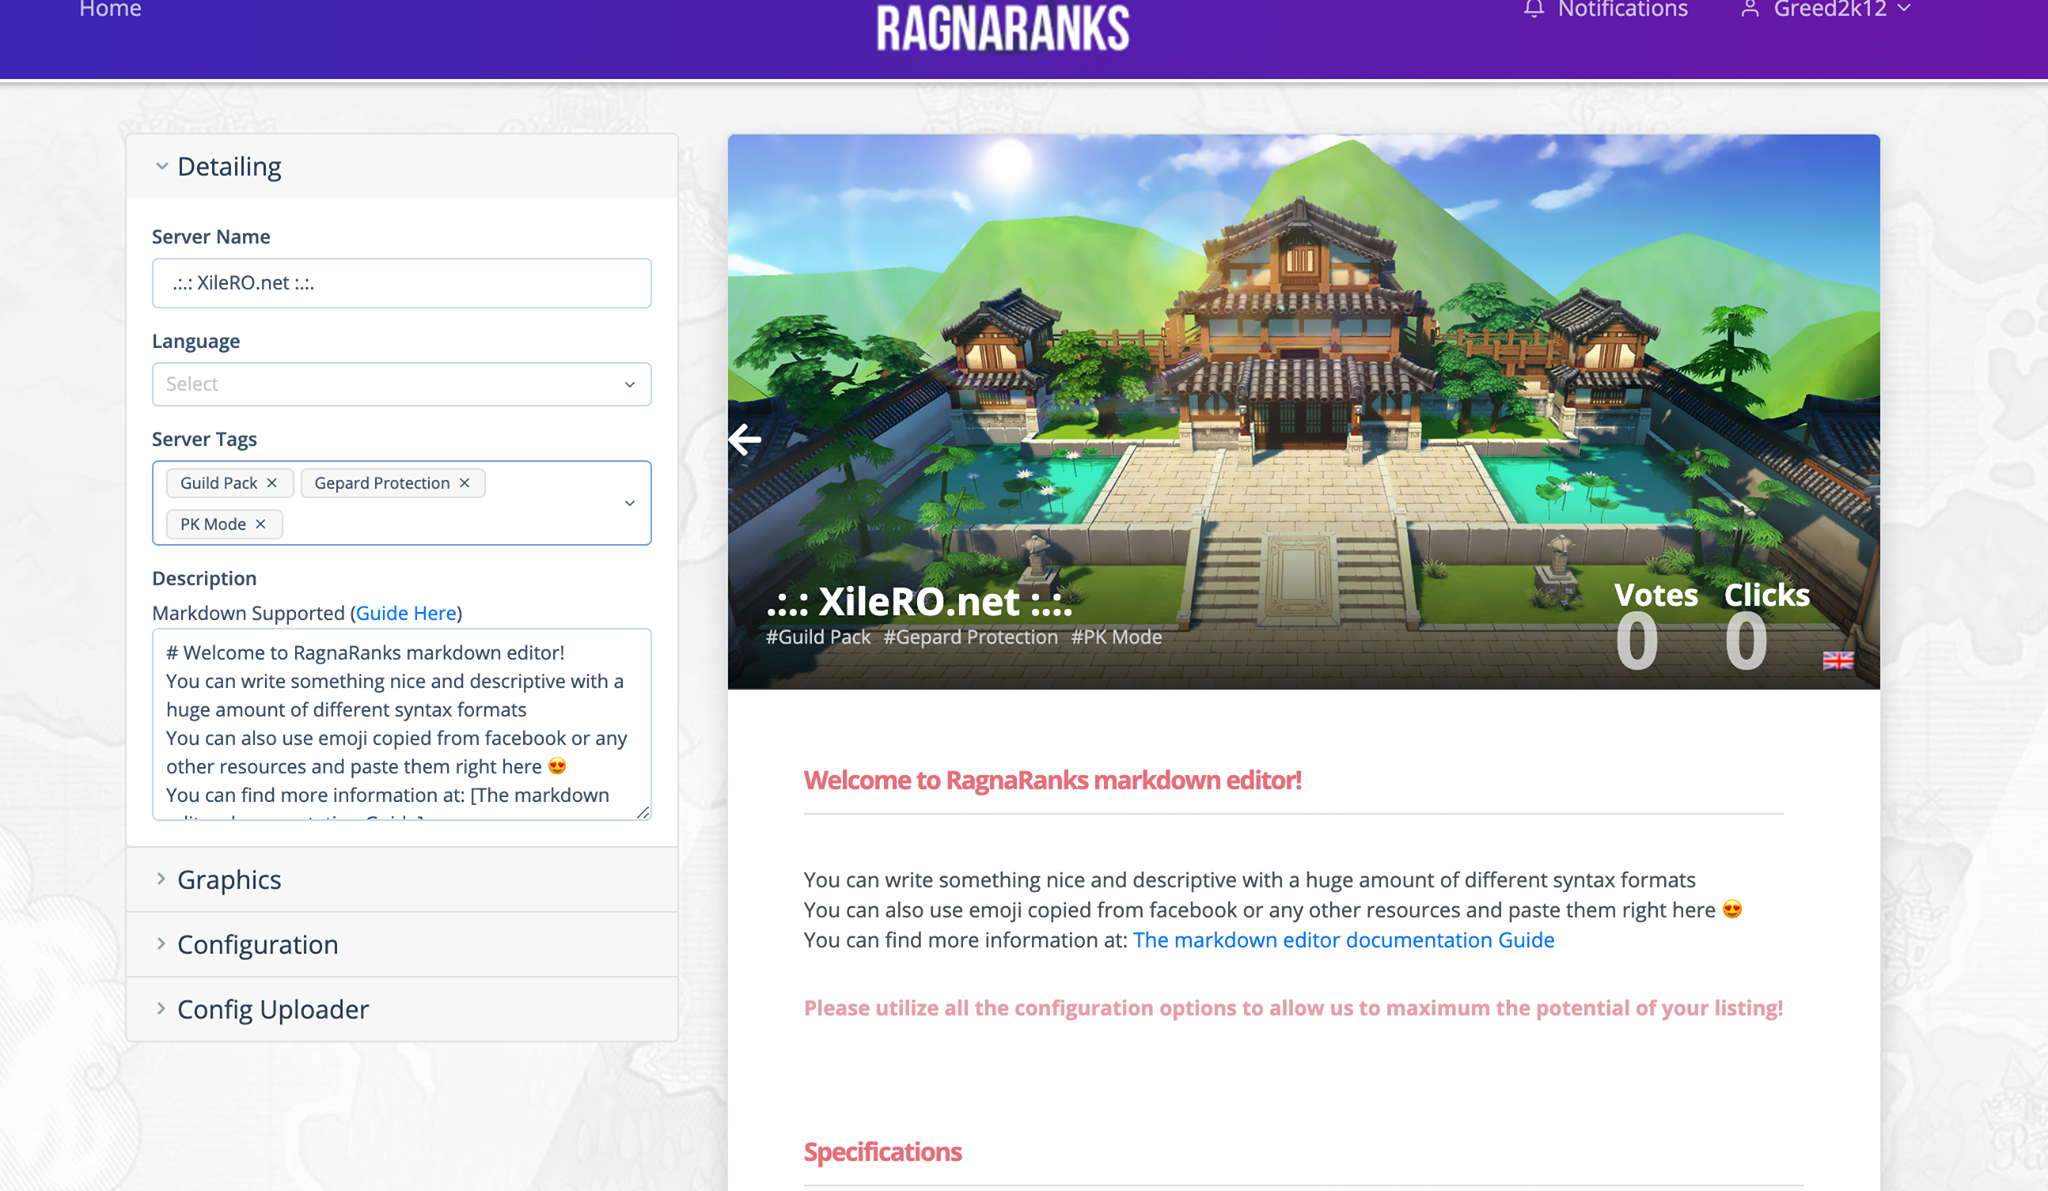 Home
RAGNARANKS
Notifications
Greed2k12
Detailing
Server Name
.:.: XileRO.net :.:.
Language
Select
Server Tags
Guild Pack ×
Gepard Protection ×
PK Mode ×
Description
Markdown Supported (Guide Here)
# Welcome to RagnaRanks markdown editor!
You can write something nice and descriptive with a
huge amount of different syntax formats
You can also use emoji copied from facebook or any
other resources and paste them right here 😍
You can find more information at: [The markdown
Graphics
Configuration
Config Uploader
.:.: XileRO.net :.:.
#Guild Pack #Gepard Protection #PK Mode
Votes Clicks
0 0
Welcome to RagnaRanks markdown editor!
You can write something nice and descriptive with a huge amount of different syntax formats
You can also use emoji copied from facebook or any other resources and paste them right here 😍
You can find more information at: The markdown editor documentation Guide
Please utilize all the configuration options to allow us to maximum the potential of your listing!
Specifications